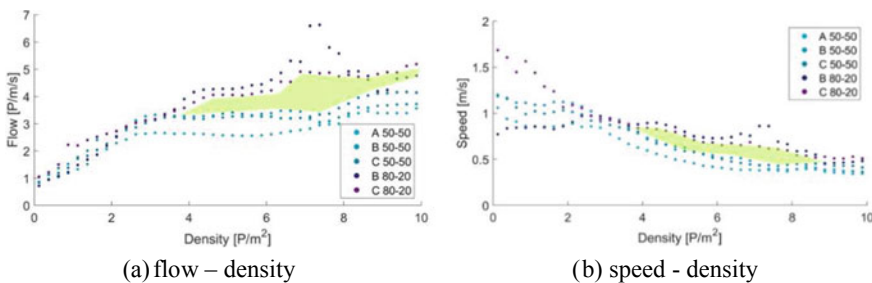 7
6
5
4
3
2
1
0
Flow [P/m/s]
0 2 4 6 8 10
Density [P/m²]
A 50-50
B 50-50
C 50-50
B 80-20
C 80-20
(a) flow – density
2
1.5
1
0.5
0
Speed [m/s]
0 2 4 6 8 10
Density [P/m²]
A 50-50
B 50-50
C 50-50
B 80-20
C 80-20
(b) speed - density